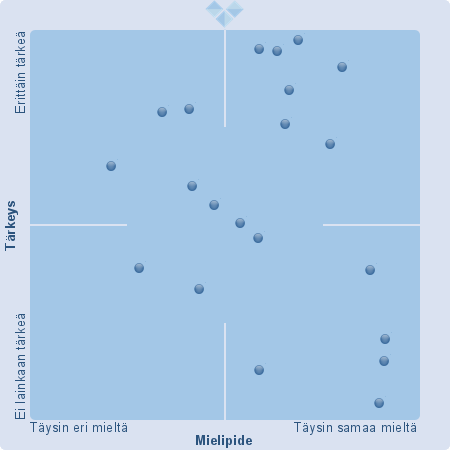 Erittäin tärkeä
Tärkeys
Ei lainkaan tärkeä
Täysin eri mieltä
Täysin samaa mieltä
Mielipide